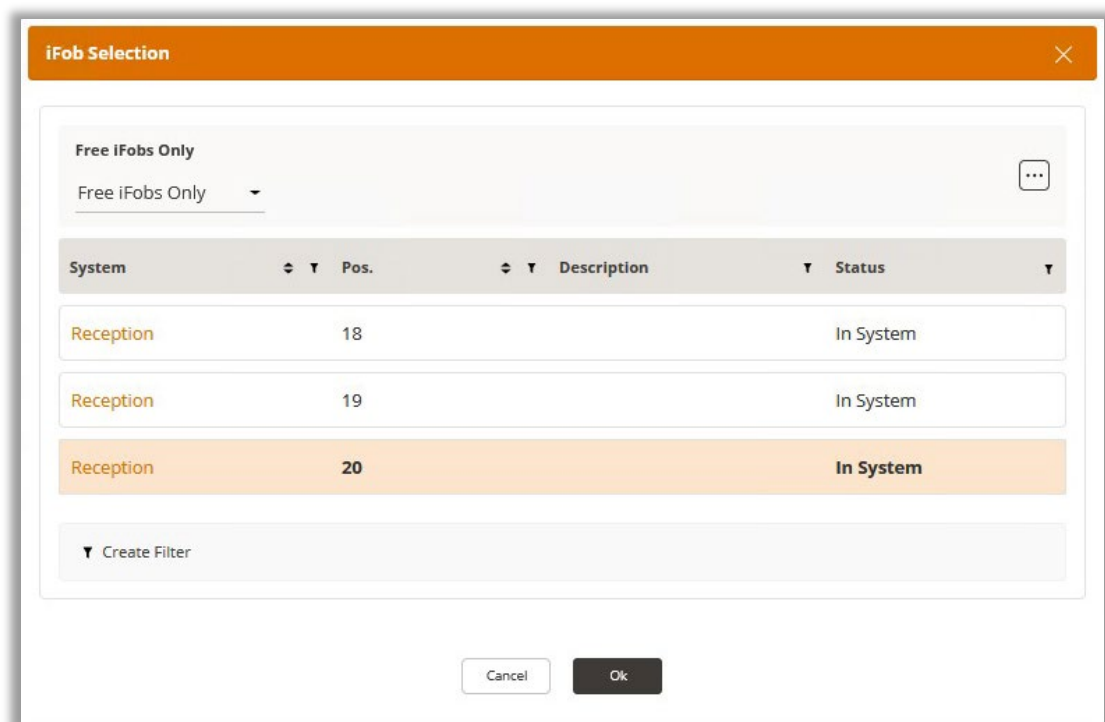 iFob Selection
Free iFobs Only
Free iFobs Only
System Pos. Description Status
Reception 18 In System
Reception 19 In System
Reception 20 In System
Create Filter
Cancel Ok